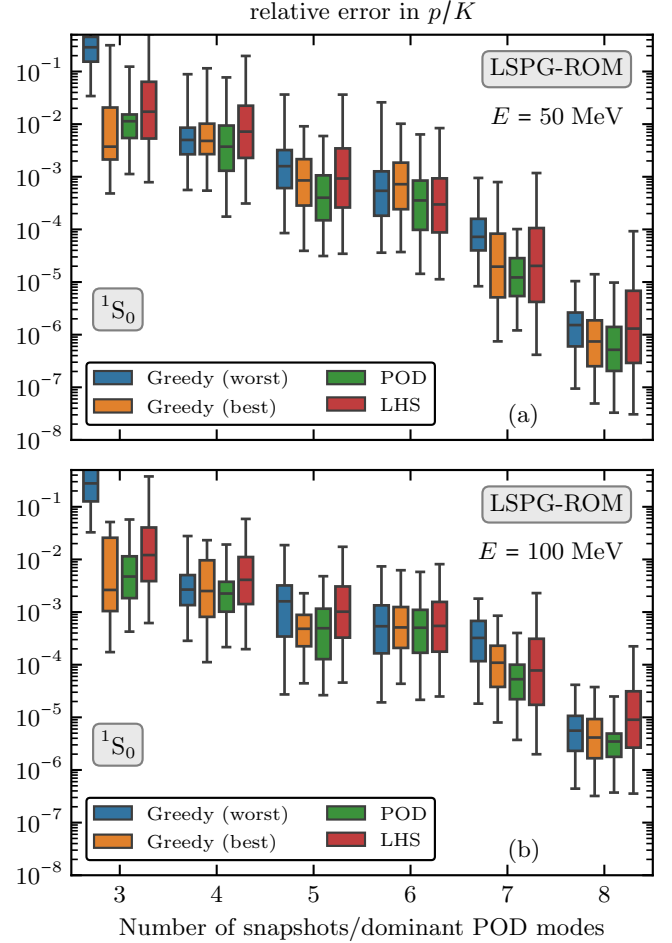 relative error in p/K
10⁻¹
10⁻²
10⁻³
10⁻⁴
10⁻⁵
10⁻⁶
10⁻⁷
10⁻⁸
LSPG-ROM
E = 50 MeV
¹S₀
Greedy (worst)
Greedy (best)
POD
LHS
(a)
10⁻¹
10⁻²
10⁻³
10⁻⁴
10⁻⁵
10⁻⁶
10⁻⁷
10⁻⁸
LSPG-ROM
E = 100 MeV
¹S₀
Greedy (worst)
Greedy (best)
POD
LHS
(b)
3 4 5 6 7 8
Number of snapshots/dominant POD modes